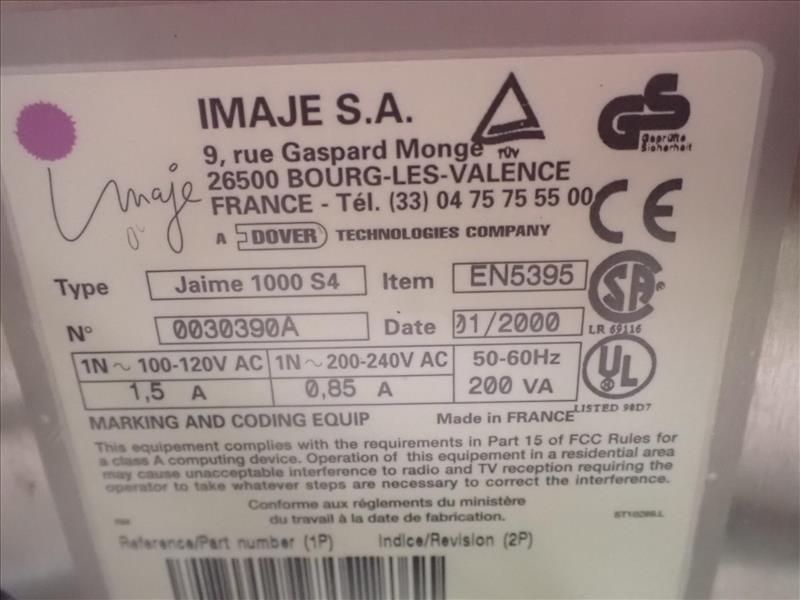 IMAJE S.A.
9, rue Gaspard Monge
26500 BOURG-LES-VALENCE
FRANCE - Tél. (33) 04 75 75 55 00
A DOVER TECHNOLOGIES COMPANY
Imaje
TÜV
GS
Geprüfte
Sicherheit
CE
Type Jaime 1000 S4 Item EN5395
N° 0030390A Date 01/2000
SA
LR 69116
1N ~ 100-120V AC 1N ~ 200-240V AC 50-60Hz
1,5 A 0,85 A 200 VA
UL
LISTED 98D7
MARKING AND CODING EQUIP Made in FRANCE
This equipement complies with the requirements in Part 15 of FCC Rules for
a class A computing device. Operation of this equipement in a residential area
may cause unacceptable interference to radio and TV reception requiring the
operator to take whatever steps are necessary to correct the interference.
Conforme aux réglements du ministère
du travail à la date de fabrication.
Reference/Part number (1P) Indice/Revision (2P)